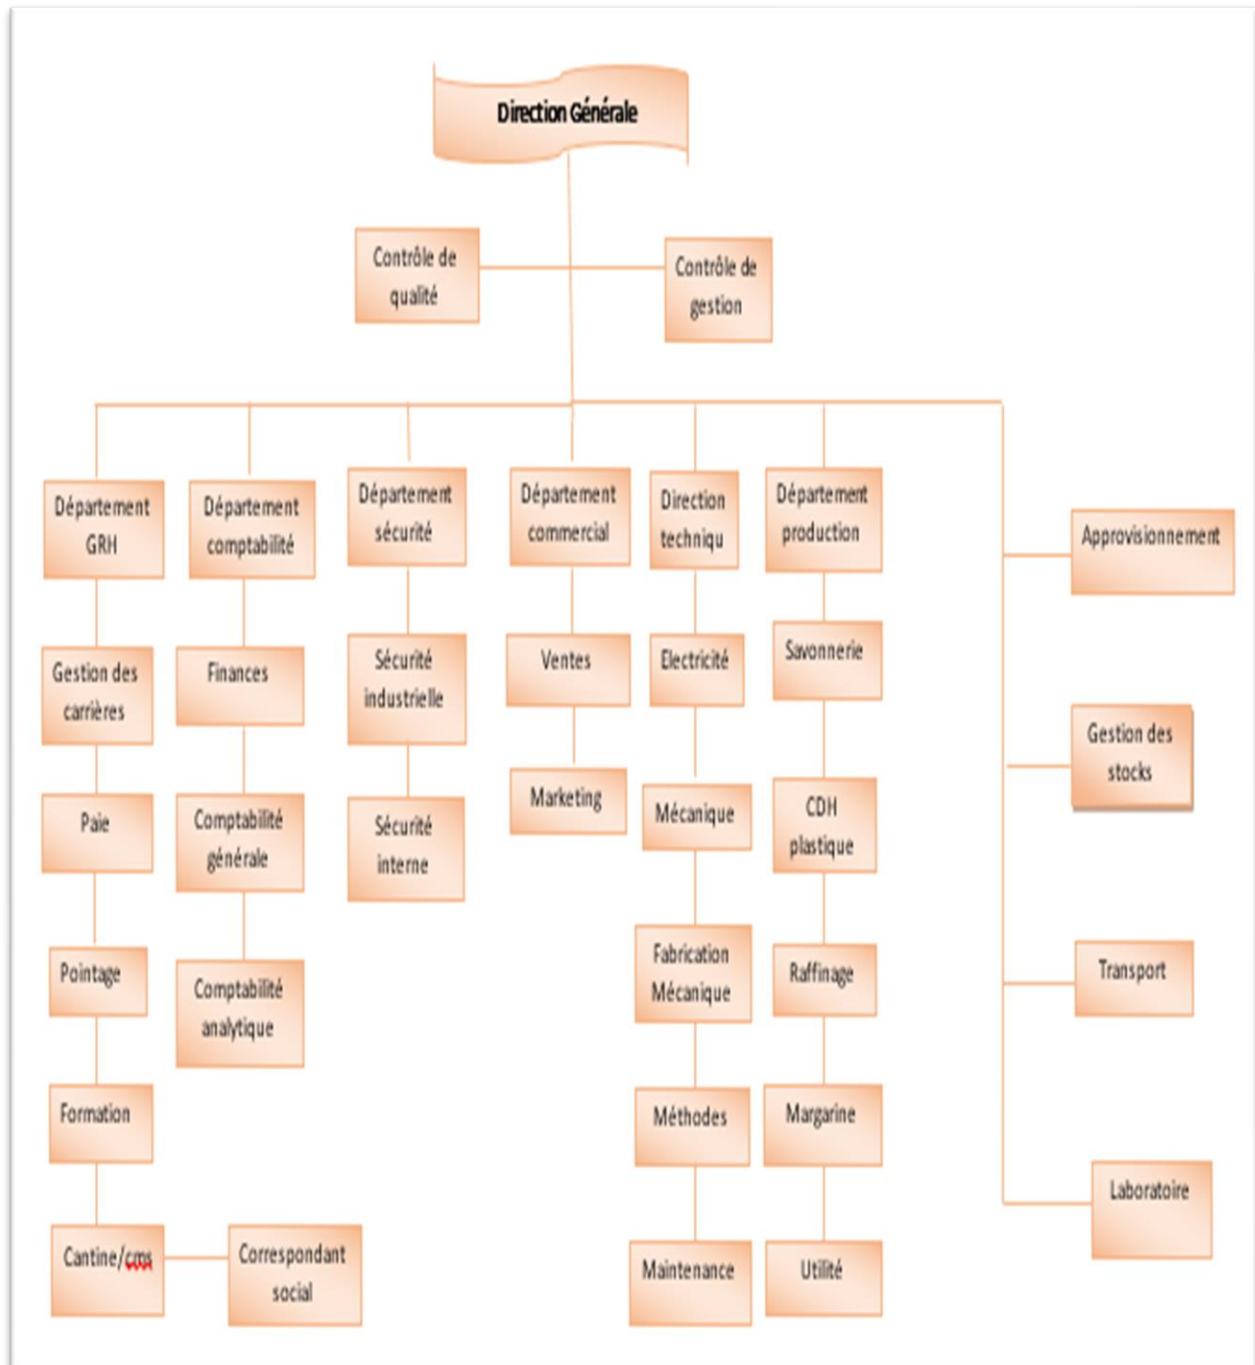 Direction Générale
Contrôle de
qualité
Contrôle de
gestion
Département
GRH
Département
comptabilité
Département
sécurité
Département
commercial
Direction
techniqu
Département
production
Approvisionnement
Gestion des
carrières
Finances
Sécurité
industrielle
Ventes
Electricité
Savonnerie
Gestion des
stocks
Paie
Comptabilité
générale
Sécurité
interne
Marketing
Mécanique
CDH
plastique
Pointage
Comptabilité
analytique
Fabrication
Mécanique
Raffinage
Transport
Formation
Méthodes
Margarine
Laboratoire
Cantine/cms
Correspondant
social
Maintenance
Utilité